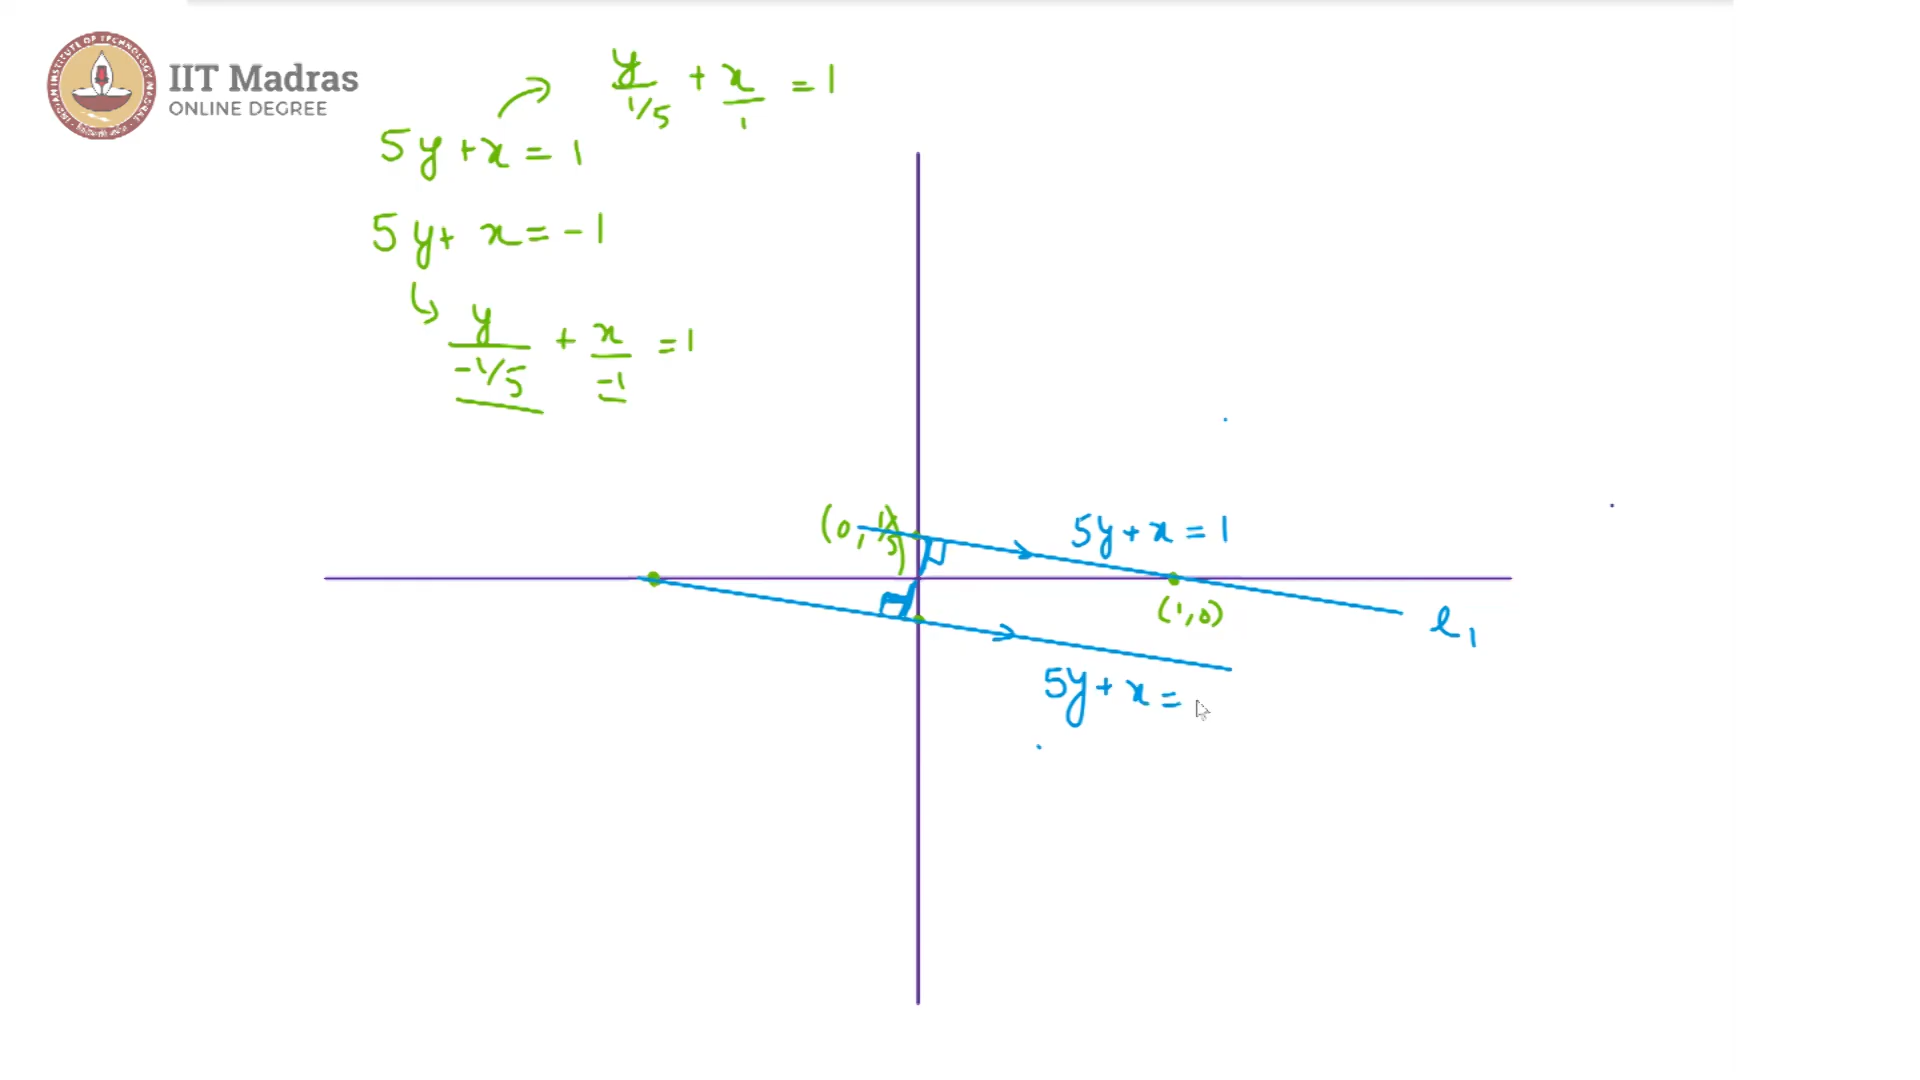 IIT Madras
ONLINE DEGREE
y/(1/5) + x/1 = 1
5y + x = 1
5y + x = -1
y/(-1/5) + x/-1 = 1
(0, 1/5)
5y + x = 1
(1,0)
l1
5y + x =